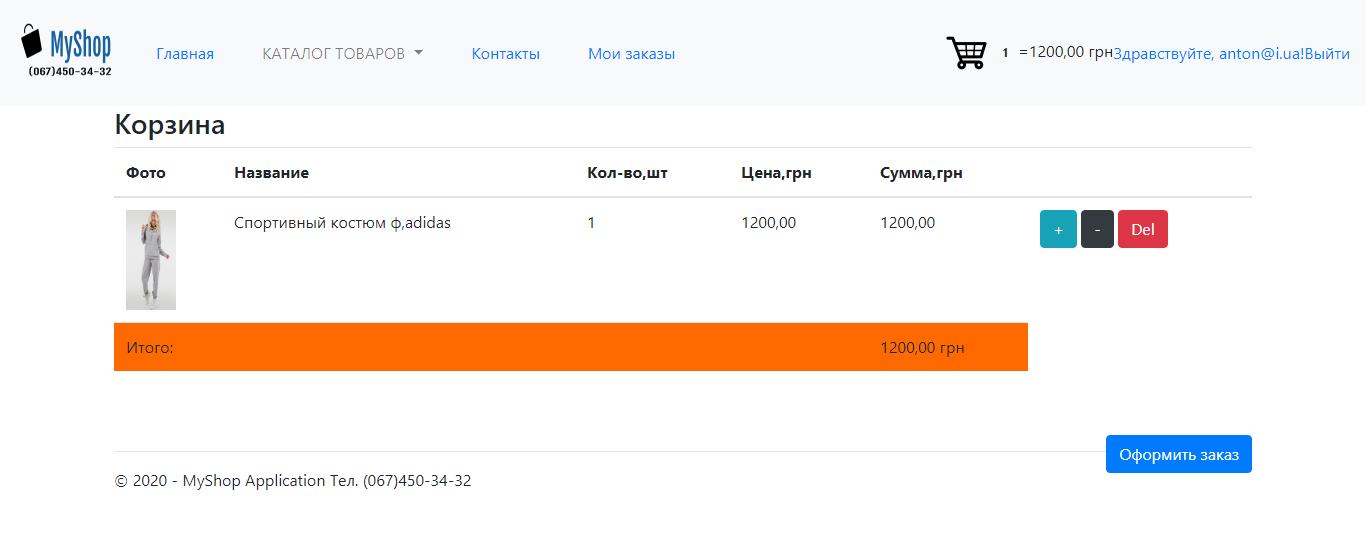 MyShop
(067)450-34-32
Главная КАТАЛОГ ТОВАРОВ Контакты Мои заказы 1 =1200,00 грнЗдравствуйте, anton@i.ua!Выйти
Корзина
Фото Название Кол-во,шт Цена,грн Сумма,грн
Спортивный костюм ф,adidas 1 1200,00 1200,00 + - Del
Итого: 1200,00 грн
Оформить заказ
© 2020 - MyShop Application Тел. (067)450-34-32